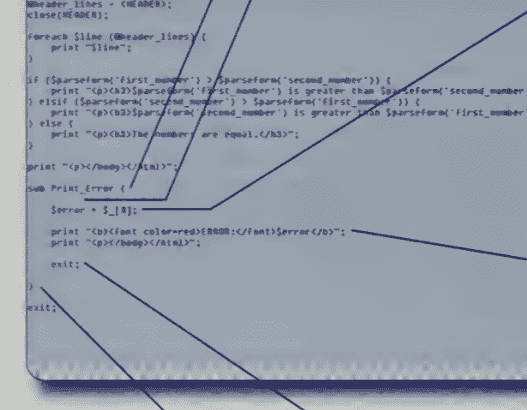 @header_lines = <HEADER>;
close(HEADER);
foreach $line (@header_lines) {
print "$line";
}
if ($parseform{'first_number'} > $parseform{'second_number'}) {
print "<p><h3>$parseform{'first_number'} is greater than $parseform{'second_number
} elsif ($parseform{'second_number'} > $parseform{'first_number'}) {
print "<p><h3>$parseform{'second_number'} is greater than $parseform{'first_number
} else {
print "<p><h3>The numbers are equal.</h3>";
}
print "<p></body></html>";
sub Print_Error {
$error = $_[0];
print "<b><font color=red>ERROR:</font>$error</b>";
print "<p></body></html>";
exit;
}
exit;